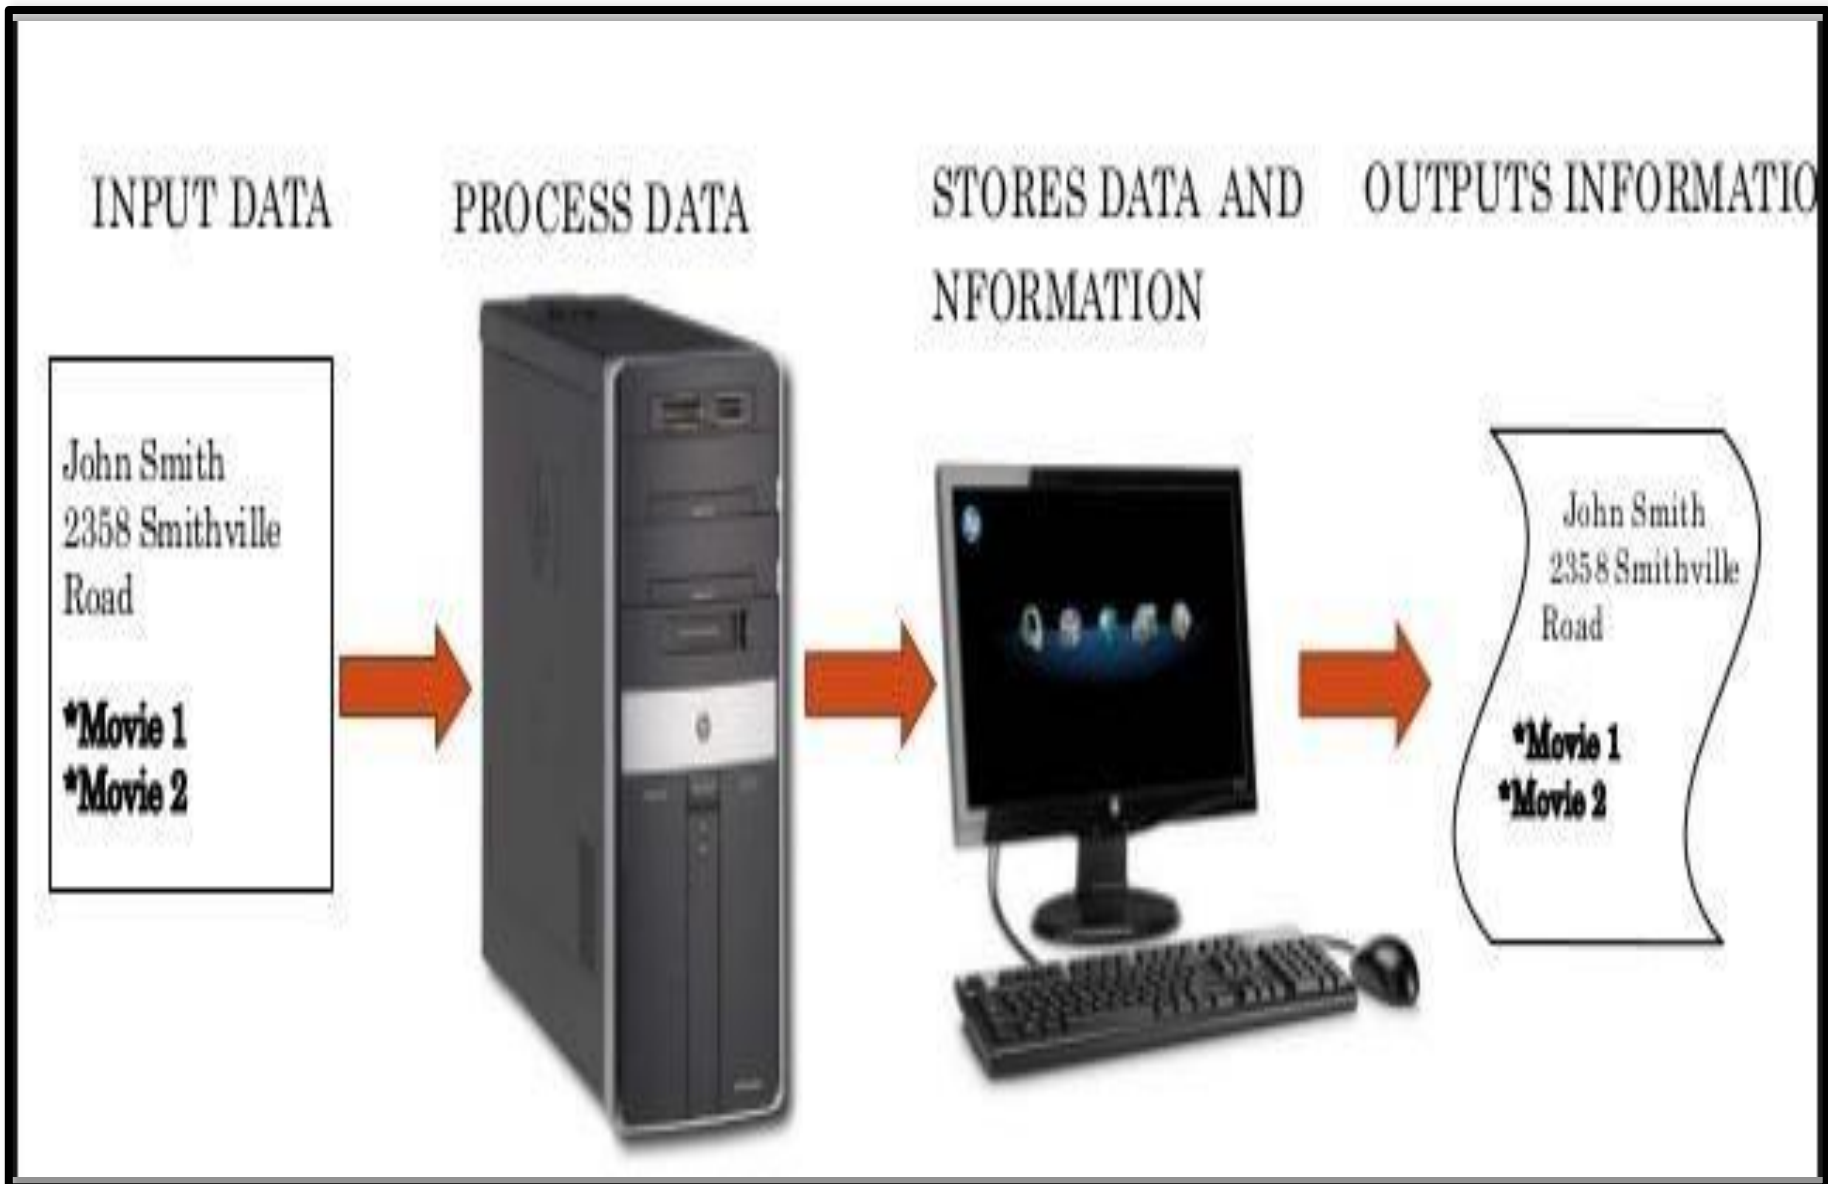 INPUT DATA
PROCESS DATA
STORES DATA AND
NFORMATION
OUTPUTS INFORMATIO
John Smith
2358 Smithville
Road
*Movie 1
*Movie 2
John Smith
2358 Smithville
Road
*Movie 1
*Movie 2